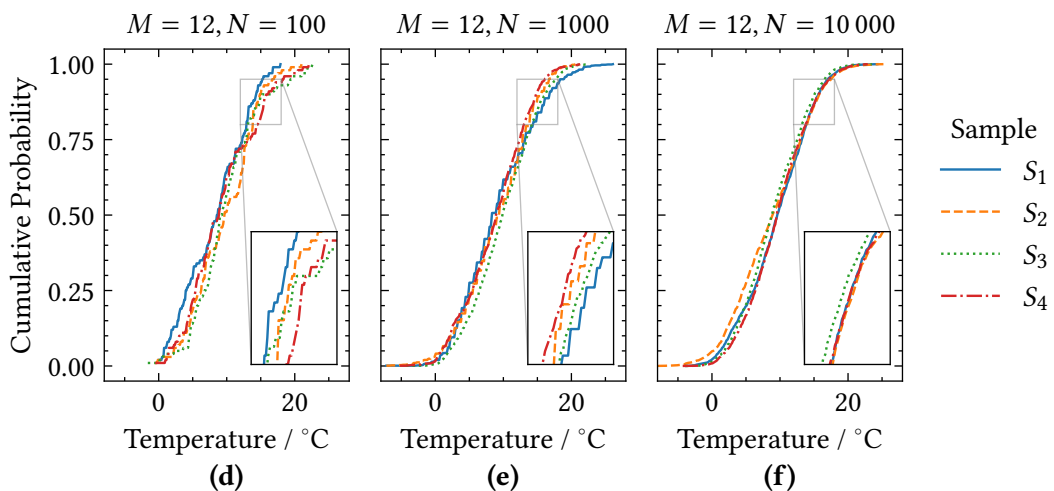 M = 12, N = 100
M = 12, N = 1000
M = 12, N = 10 000
Cumulative Probability
1.00
0.75
0.50
0.25
0.00
0 20
0 20
0 20
Temperature / °C
Temperature / °C
Temperature / °C
(d)
(e)
(f)
Sample
S1
S2
S3
S4